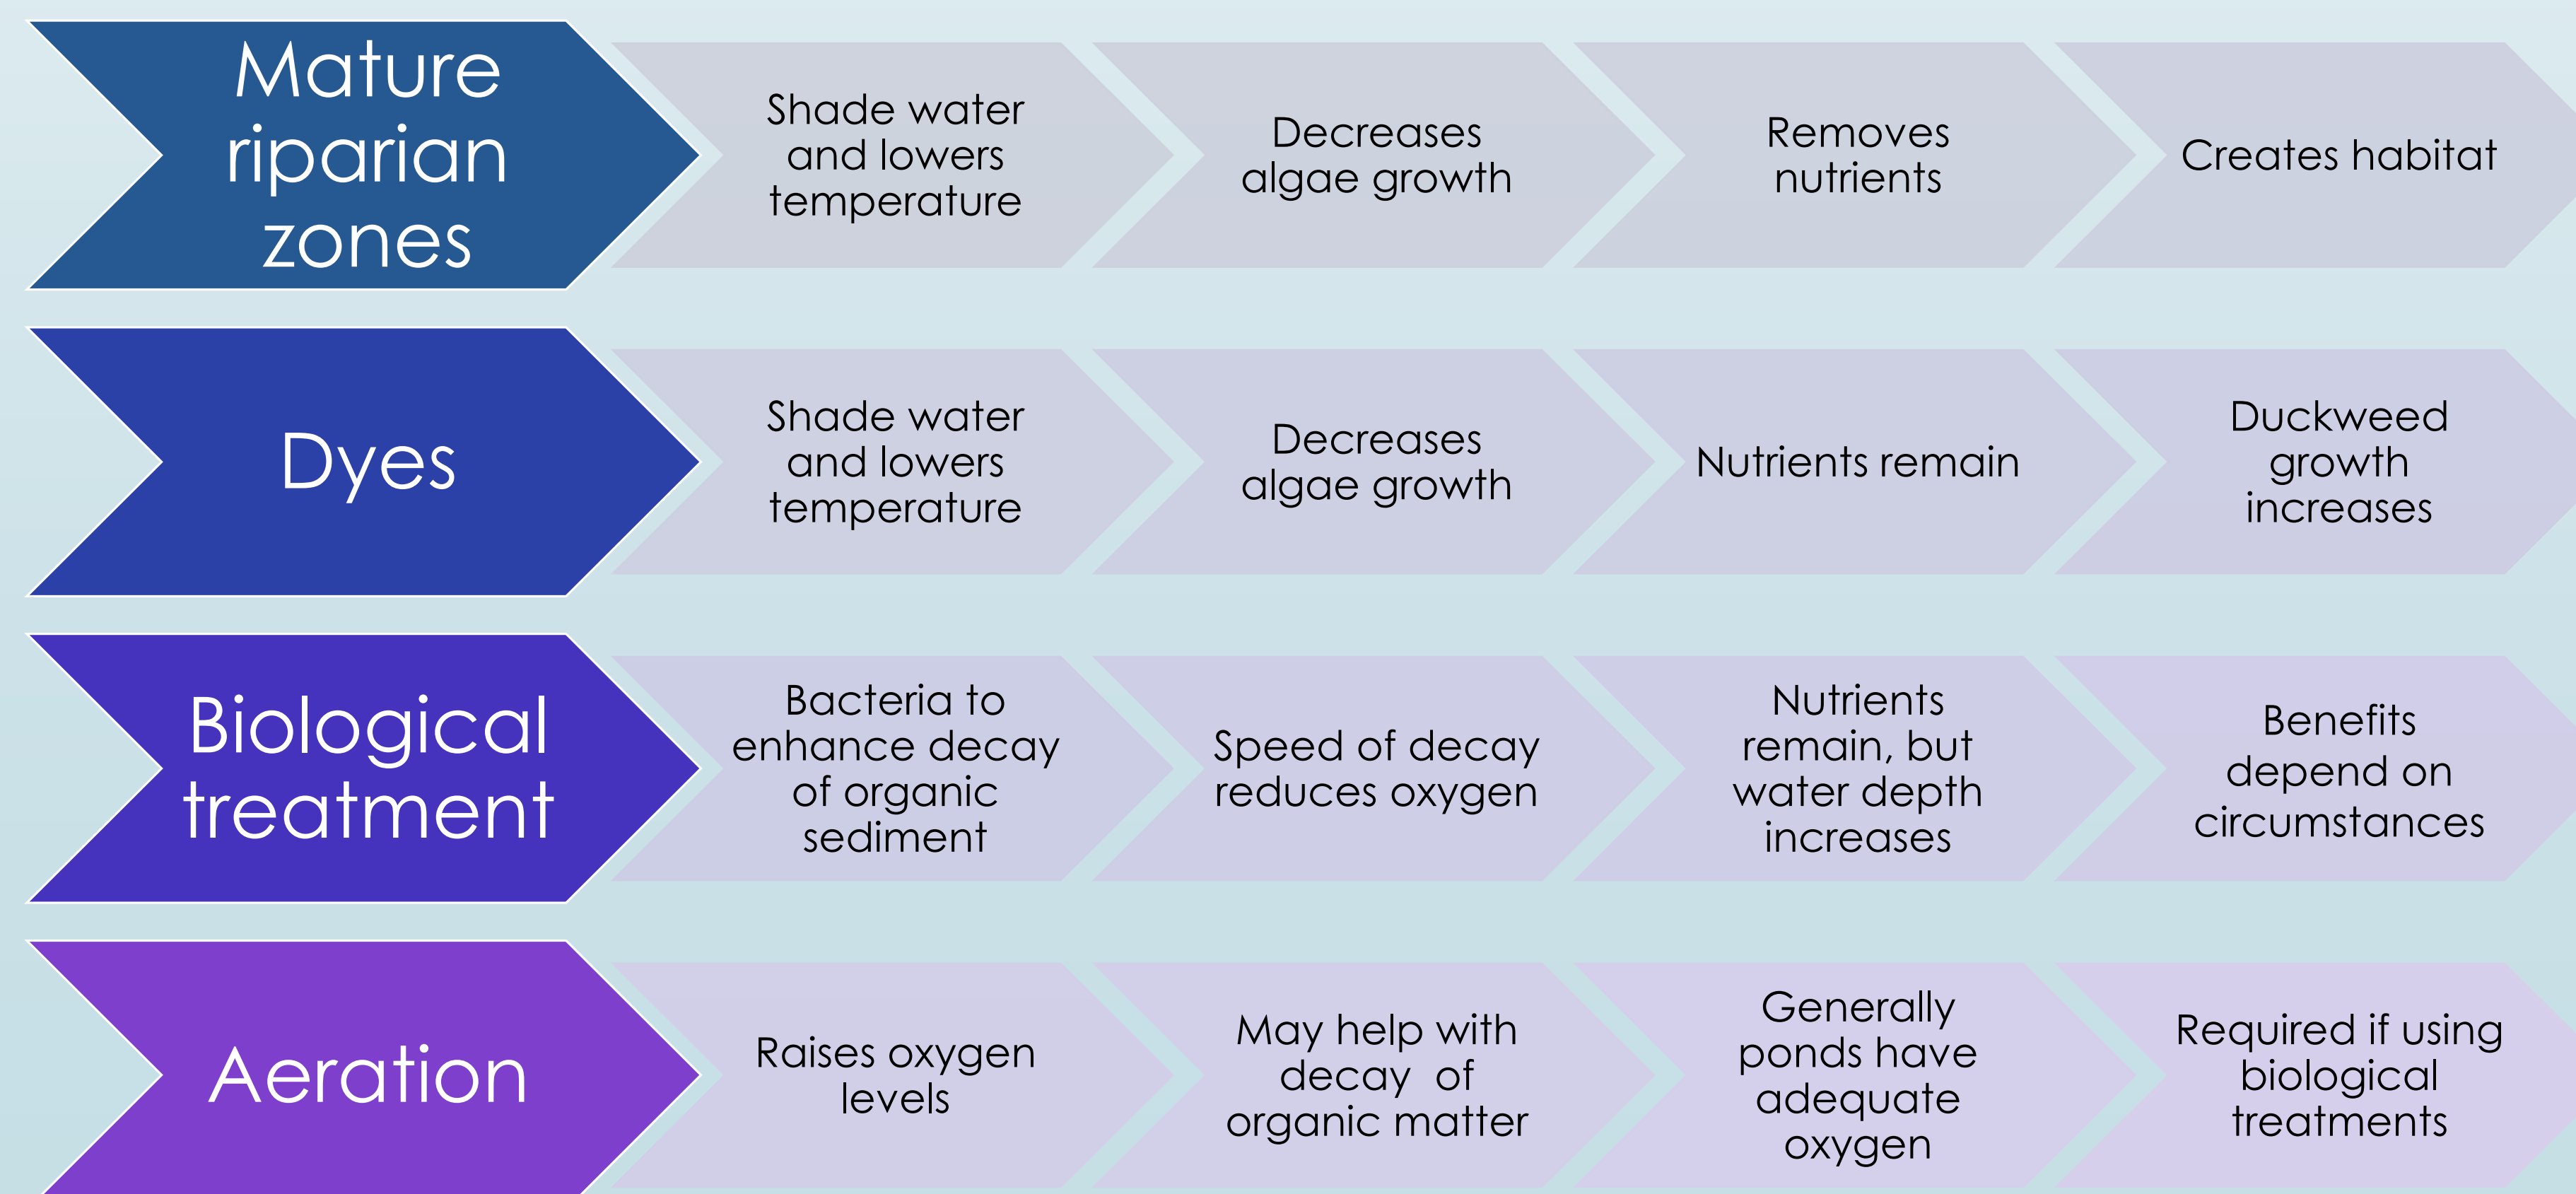 Mature
riparian
zones
Shade water
and lowers
temperature
Decreases
algae growth
Removes
nutrients
Creates habitat
Dyes
Shade water
and lowers
temperature
Decreases
algae growth
Nutrients remain
Duckweed
growth
increases
Biological
treatment
Bacteria to
enhance decay
of organic
sediment
Speed of decay
reduces oxygen
Nutrients
remain, but
water depth
increases
Benefits
depend on
circumstances
Aeration
Raises oxygen
levels
May help with
decay  of
organic matter
Generally
ponds have
adequate
oxygen
Required if using
biological
treatments